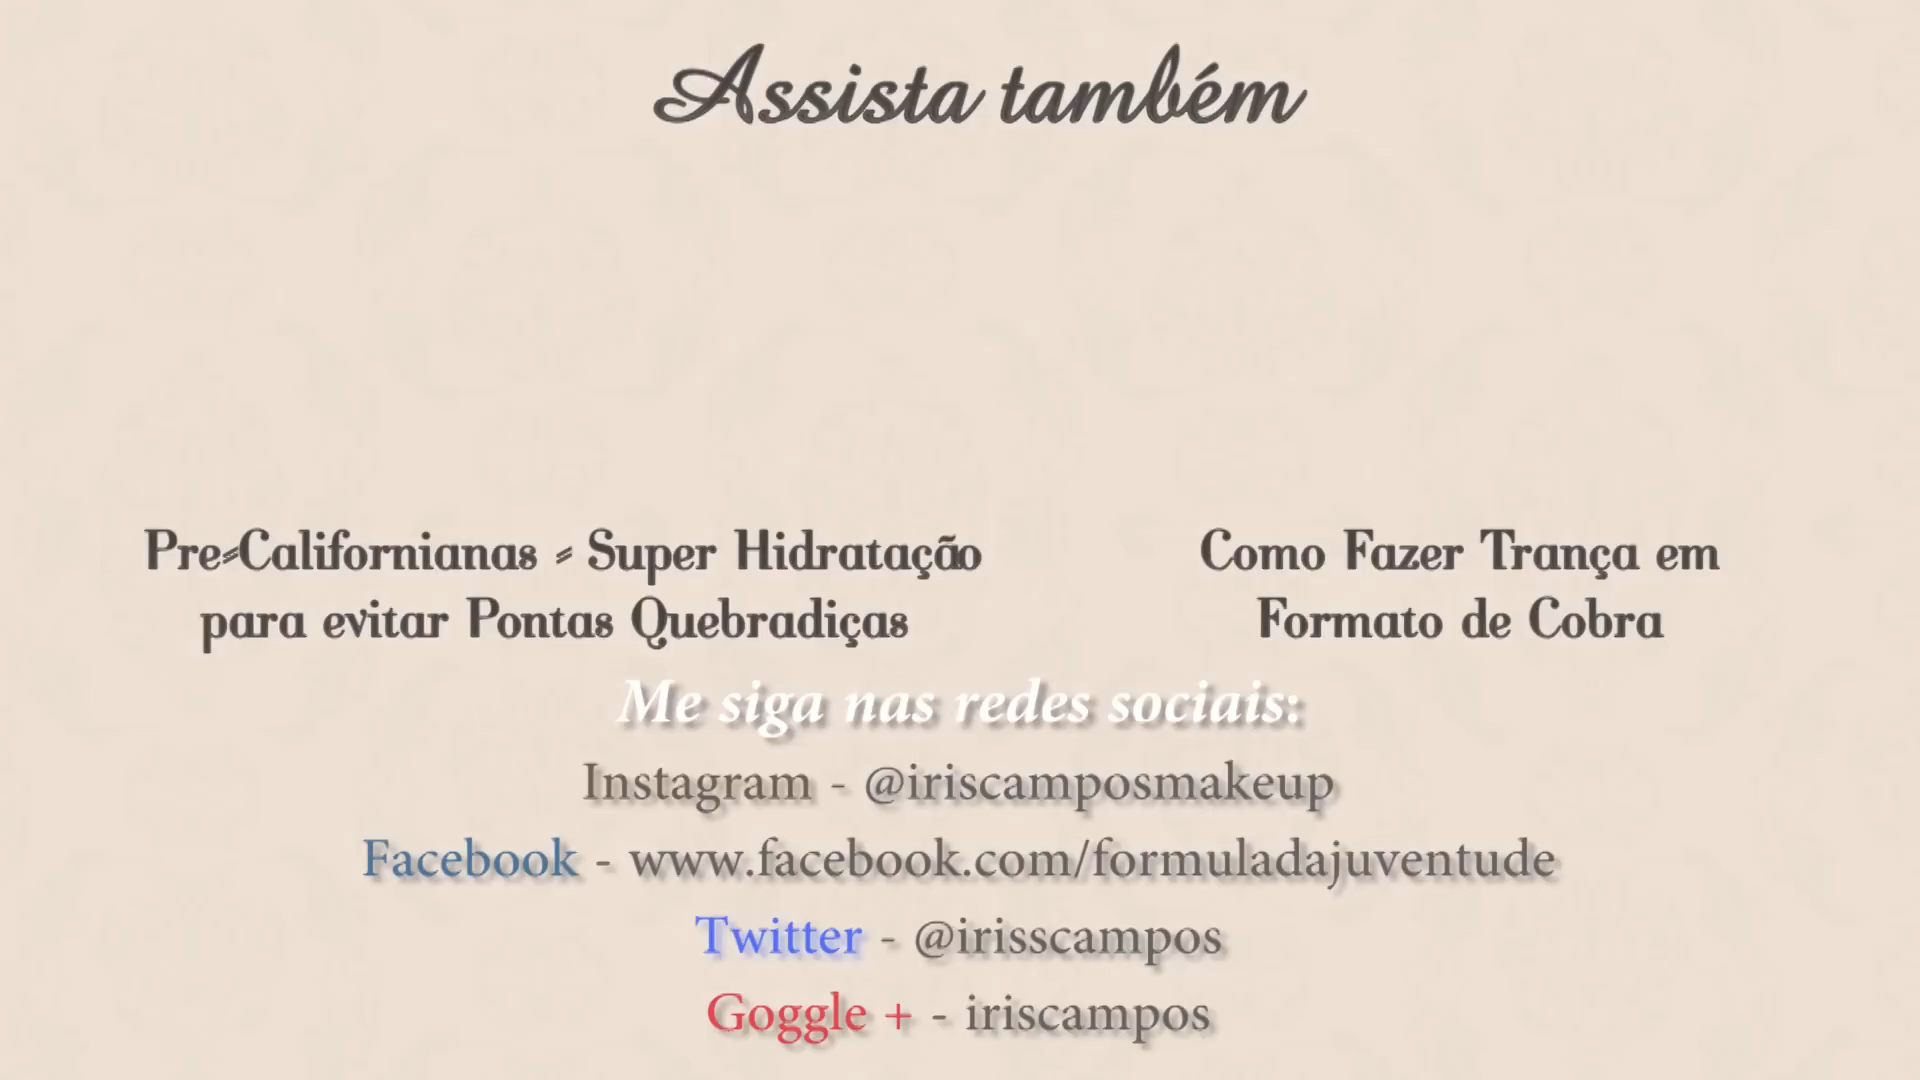 Assista também
Pre-Californianas - Super Hidratação
para evitar Pontas Quebradiças
Como Fazer Trança em
Formato de Cobra
Me siga nas redes sociais:
Instagram - @iriscamposmakeup
Facebook - www.facebook.com/formuladajuventude
Twitter - @irisscampos
Goggle + - iriscampos